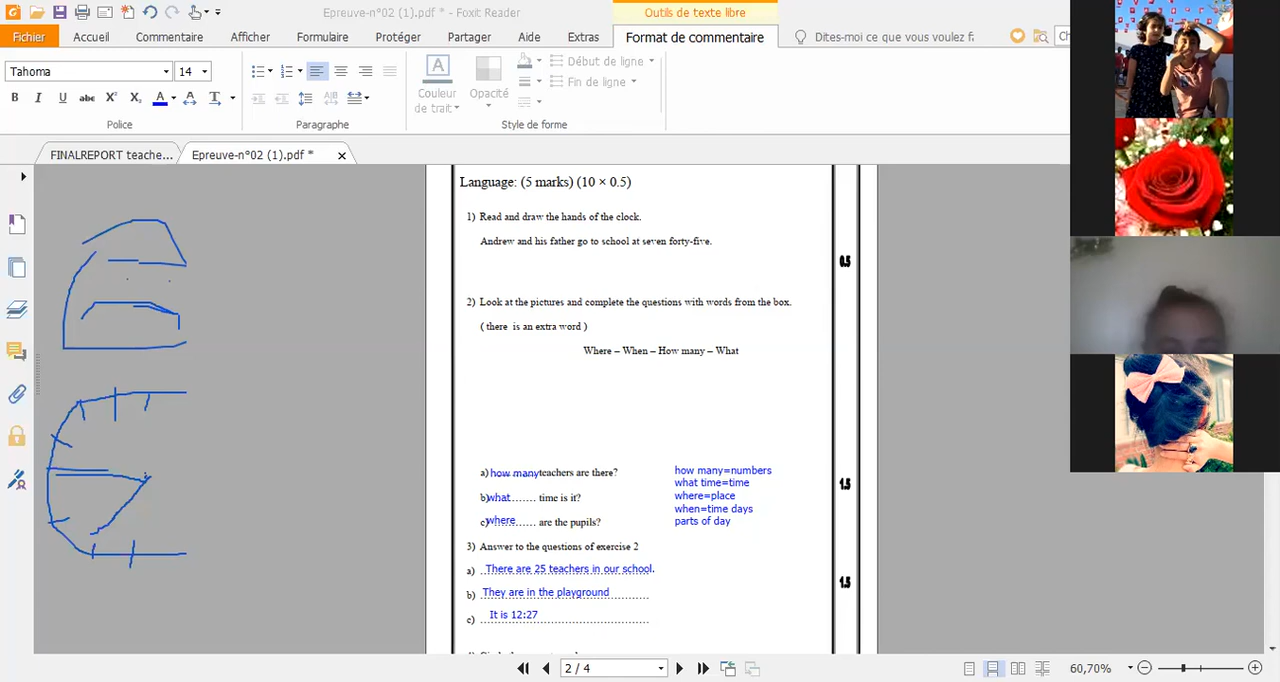 Epreuve-n°02 (1).pdf * - Foxit Reader
Outils de texte libre
Fichier
Accueil
Commentaire
Afficher
Formulaire
Protéger
Partager
Aide
Extras
Format de commentaire
Dites-moi ce que vous voulez f
Ch
Tahoma
14
Couleur
de trait
Opacité
Début de ligne
Fin de ligne
Police
Paragraphe
Style de forme
FINALREPORT teache...
Epreuve-n°02 (1).pdf *
Language: (5 marks) (10 × 0.5)
1) Read and draw the hands of the clock.
Andrew and his father go to school at seven forty-five.
0.5
2) Look at the pictures and complete the questions with words from the box.
( there is an extra word )
Where – When – How many – What
a) how many teachers are there?
b) what....... time is it?
c) where...... are the pupils?
how many=numbers
what time=time
where=place
when=time days
parts of day
1.5
3) Answer to the questions of exercise 2
a) There are 25 teachers in our school.
b) They are in the playground
c) It is 12:27
1.5
2 / 4
60,70%